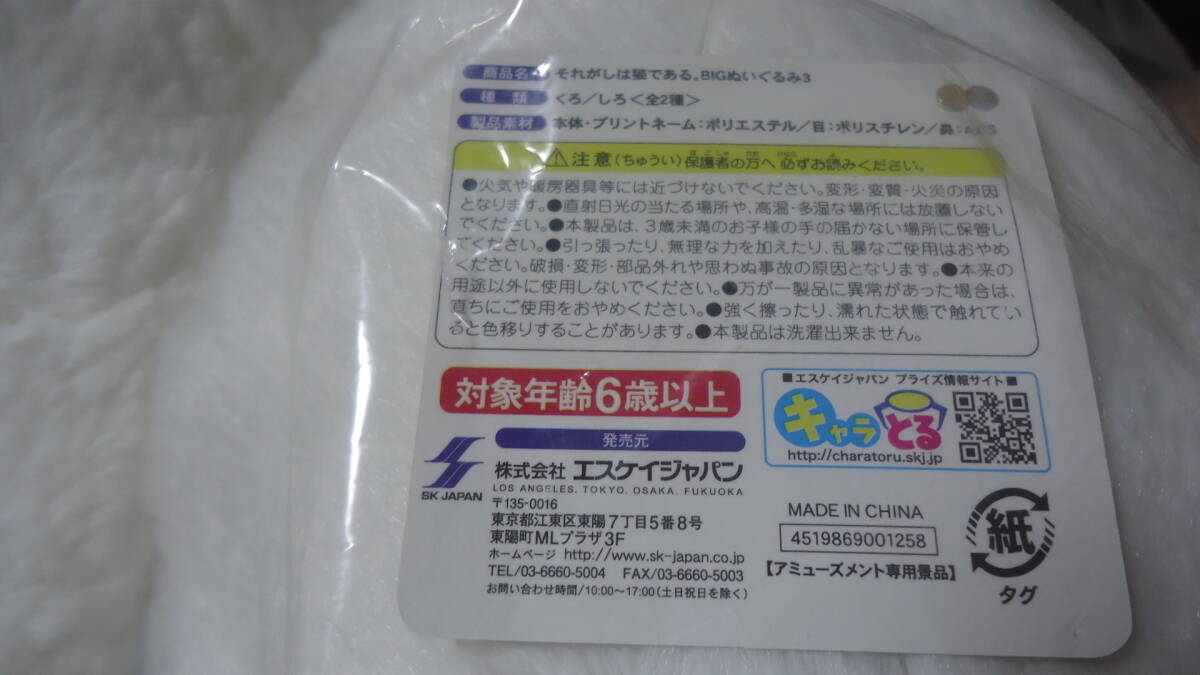 商品名 それがしは猫である。BIGぬいぐるみ3
種類 くろ/しろ<全2種>
製品素材 本体・プリントネーム:ポリエステル/目:ポリスチレン/鼻:ABS
⚠注意(ちゅうい)保護者の方へ 必ずお読みください。
●火気や暖房器具等には近づけないでください。変形・変質・火災の原因
となります。●直射日光の当たる場所や、高温・多湿な場所には放置しない
でください。●本製品は、3歳未満のお子様の手の届かない場所に保管し
てください。●引っ張ったり、無理な力を加えたり、乱暴なご使用はおやめ
ください。破損・変形・部品外れや思わぬ事故の原因となります。●本来の
用途以外に使用しないでください。●万が一製品に異常があった場合は、
直ちにご使用をおやめください。●強く擦ったり、濡れた状態で触れてい
ると色移りすることがあります。●本製品は洗濯出来ません。
対象年齢6歳以上
発売元
SK JAPAN
株式会社 エスケイジャパン
LOS ANGELES. TOKYO. OSAKA. FUKUOKA
〒135-0016
東京都江東区東陽7丁目5番8号
東陽町MLプラザ3F
ホームページ http://www.sk-japan.co.jp
TEL/03-6660-5004 FAX/03-6660-5003
お問い合わせ時間/10:00〜17:00(土日祝日を除く)
■エスケイジャパン プライズ情報サイト■
キャラとる
http://charatoru.skj.jp
MADE IN CHINA
4519869001258
【アミューズメント専用景品】
紙
タグ